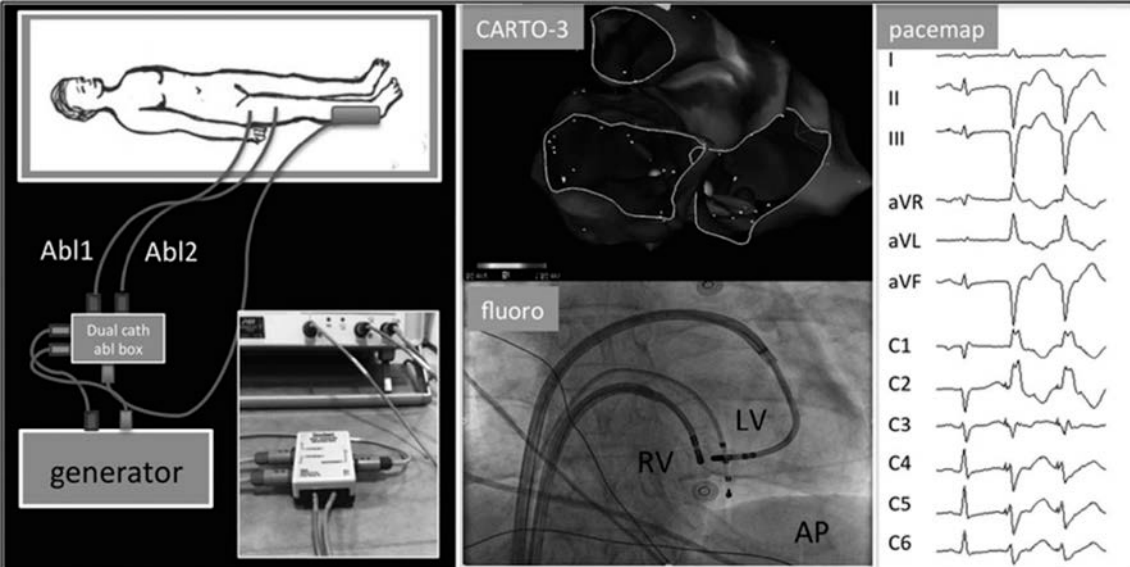 Abl1
Abl2
Dual cath
abl box
generator
CARTO-3
fluoro
LV
RV
AP
pacemap
I
II
III
aVR
aVL
aVF
C1
C2
C3
C4
C5
C6